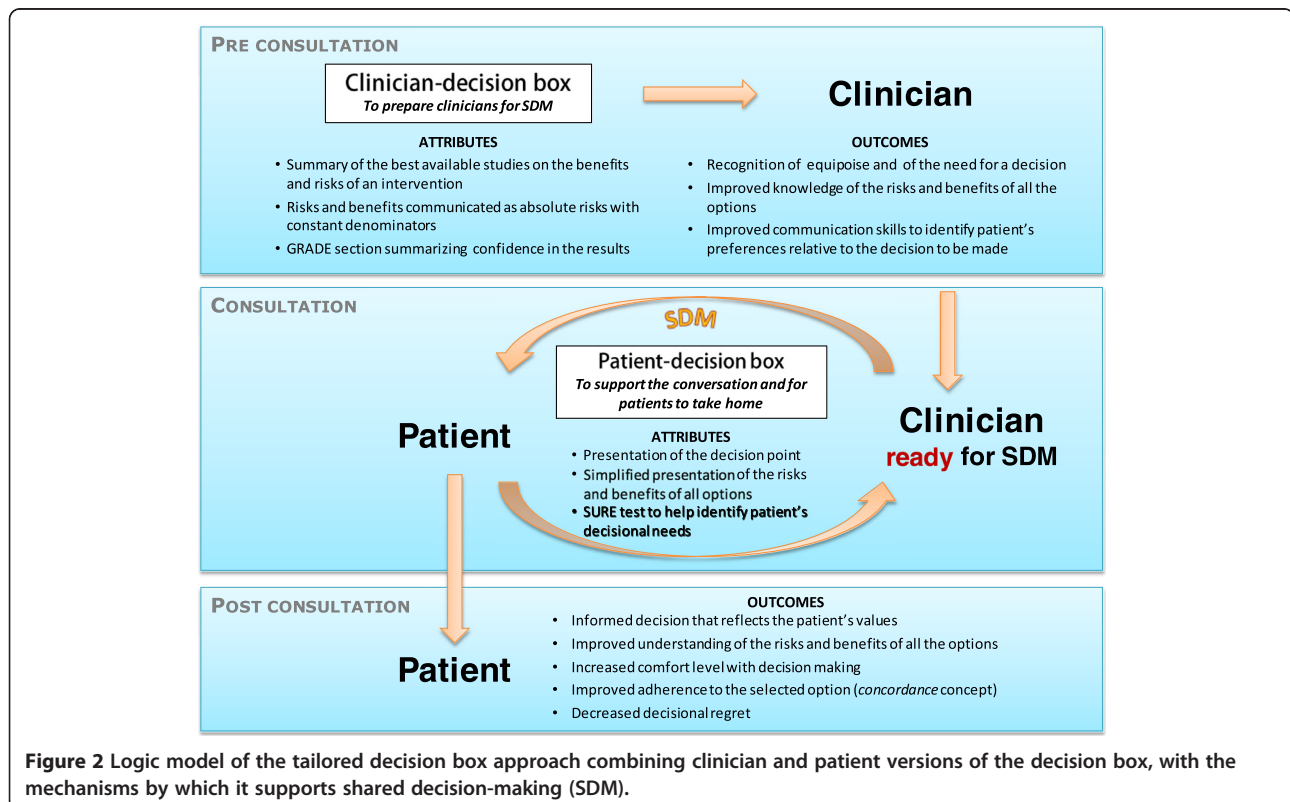 PRE CONSULTATION
Clinician-decision box
To prepare clinicians for SDM
Clinician
ATTRIBUTES
• Summary of the best available studies on the benefits
and risks of an intervention
• Risks and benefits communicated as absolute risks with
constant denominators
• GRADE section summarizing confidence in the results
OUTCOMES
• Recognition of equipoise and of the need for a decision
• Improved knowledge of the risks and benefits of all the
options
• Improved communication skills to identify patient’s
preferences relative to the decision to be made
CONSULTATION
SDM
Patient-decision box
To support the conversation and for
patients to take home
Patient
ATTRIBUTES
• Presentation of the decision point
• Simplified presentation of the risks
and benefits of all options
• SURE test to help identify patient’s
decisional needs
Clinician
ready for SDM
POST CONSULTATION
Patient
OUTCOMES
• Informed decision that reflects the patient’s values
• Improved understanding of the risks and benefits of all the options
• Increased comfort level with decision making
• Improved adherence to the selected option (concordance concept)
• Decreased decisional regret
Figure 2 Logic model of the tailored decision box approach combining clinician and patient versions of the decision box, with the
mechanisms by which it supports shared decision-making (SDM).